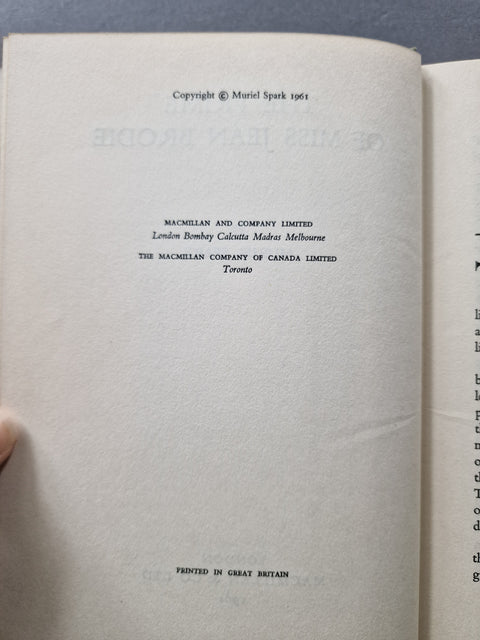 Copyright © Muriel Spark 1961
MACMILLAN AND COMPANY LIMITED
London Bombay Calcutta Madras Melbourne
THE MACMILLAN COMPANY OF CANADA LIMITED
Toronto
PRINTED IN GREAT BRITAIN